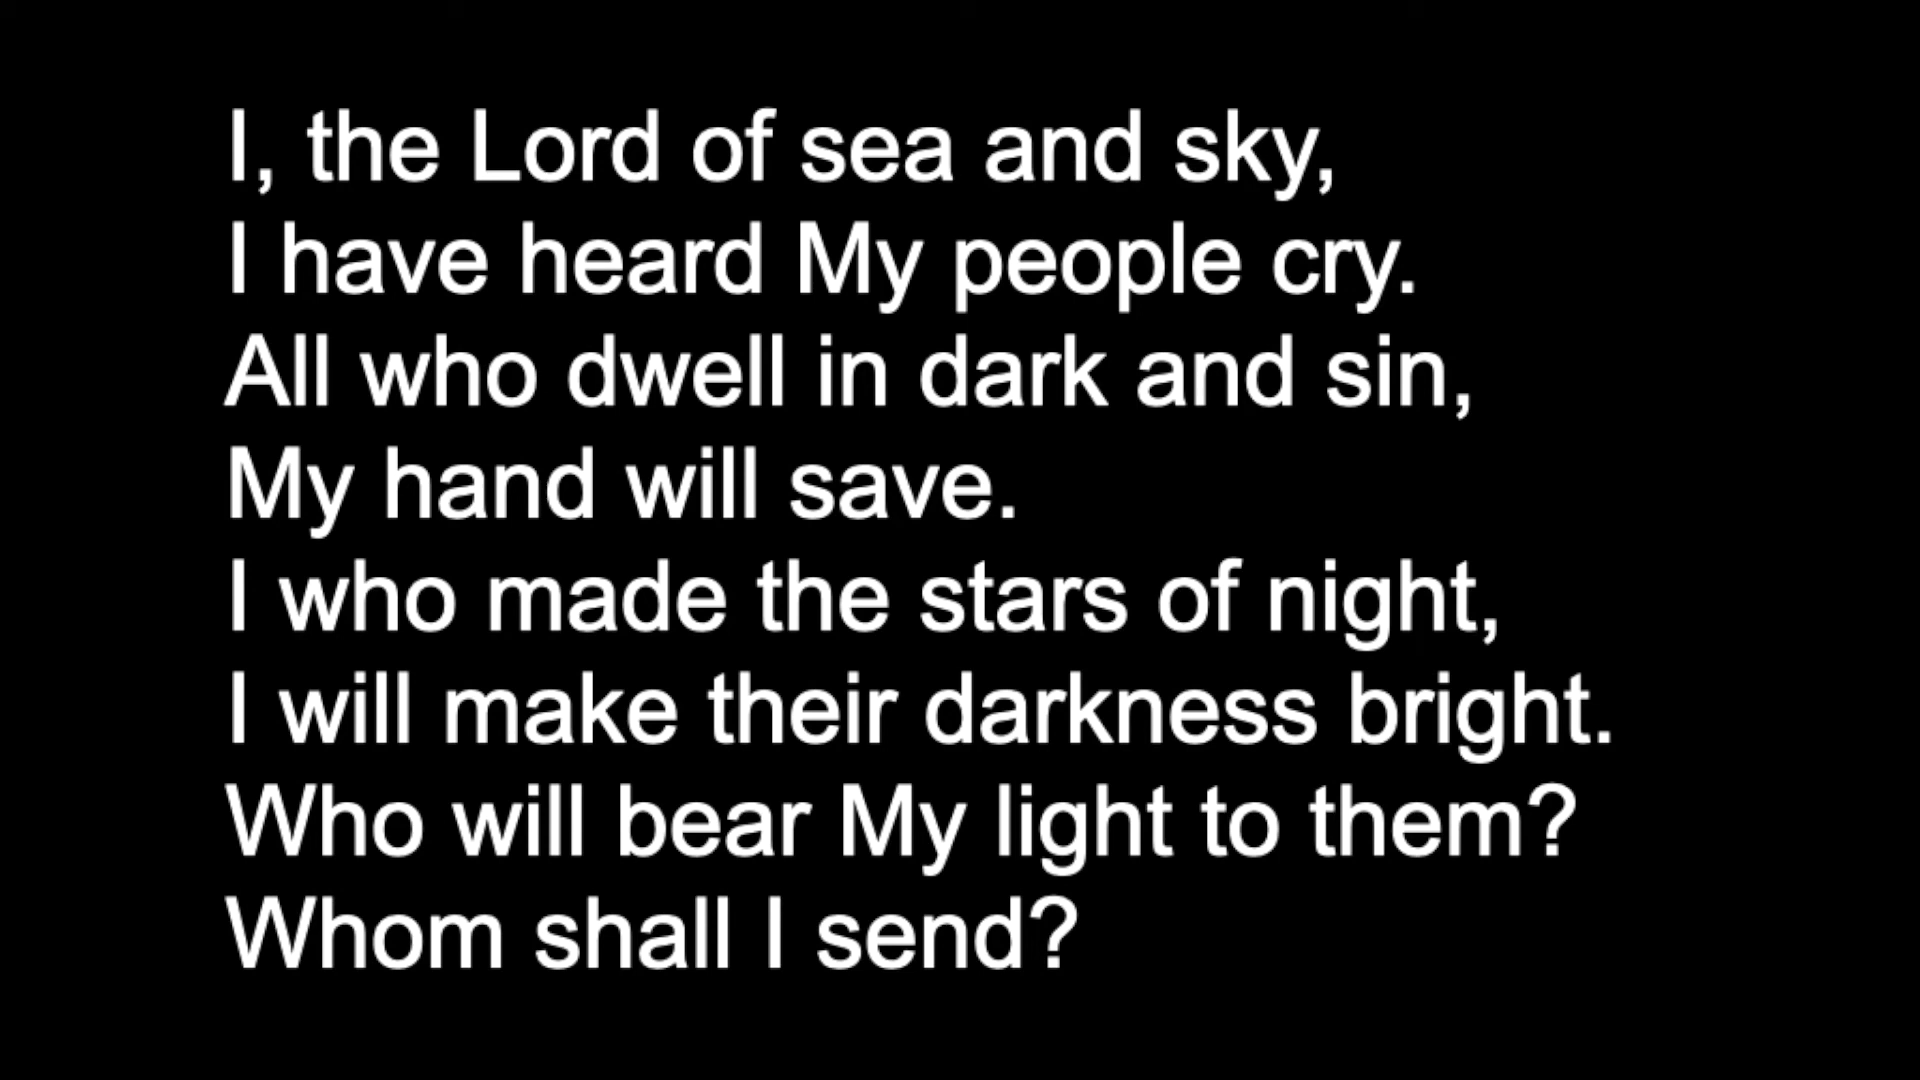 I, the Lord of sea and sky,
I have heard My people cry.
All who dwell in dark and sin,
My hand will save.
I who made the stars of night,
I will make their darkness bright.
Who will bear My light to them?
Whom shall I send?